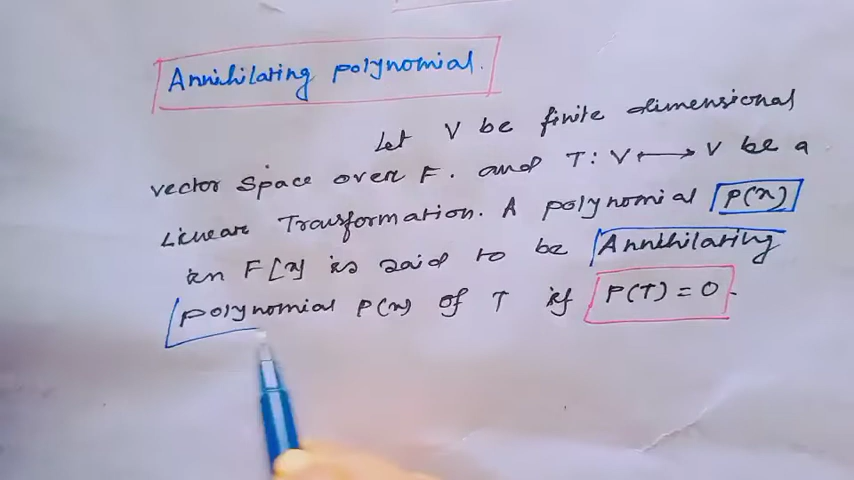 Annihilating polynomial.
Let V be finite dimensional
vector space over F. and T: V ⟼ V be a
Linear Transformation. A polynomial P(x)
in F[x] is said to be Annihilating
polynomial P(x) of T if P(T) = 0.